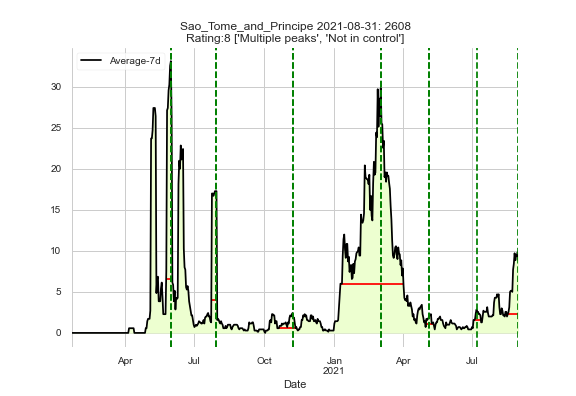 Sao_Tome_and_Principe 2021-08-31: 2608
Rating:8 ['Multiple peaks', 'Not in control']
Average-7d
30
25
20
15
10
5
0
Apr Jul Oct Jan Apr Jul
2021
Date